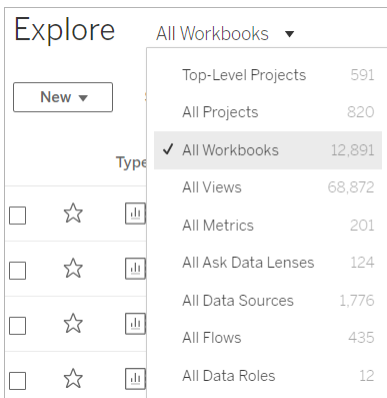 Explore All Workbooks
Top-Level Projects 591
New
All Projects 820
All Workbooks 12,891
Type
All Views 68,872
All Metrics 201
All Ask Data Lenses 124
All Data Sources 1,776
All Flows 435
All Data Roles 12